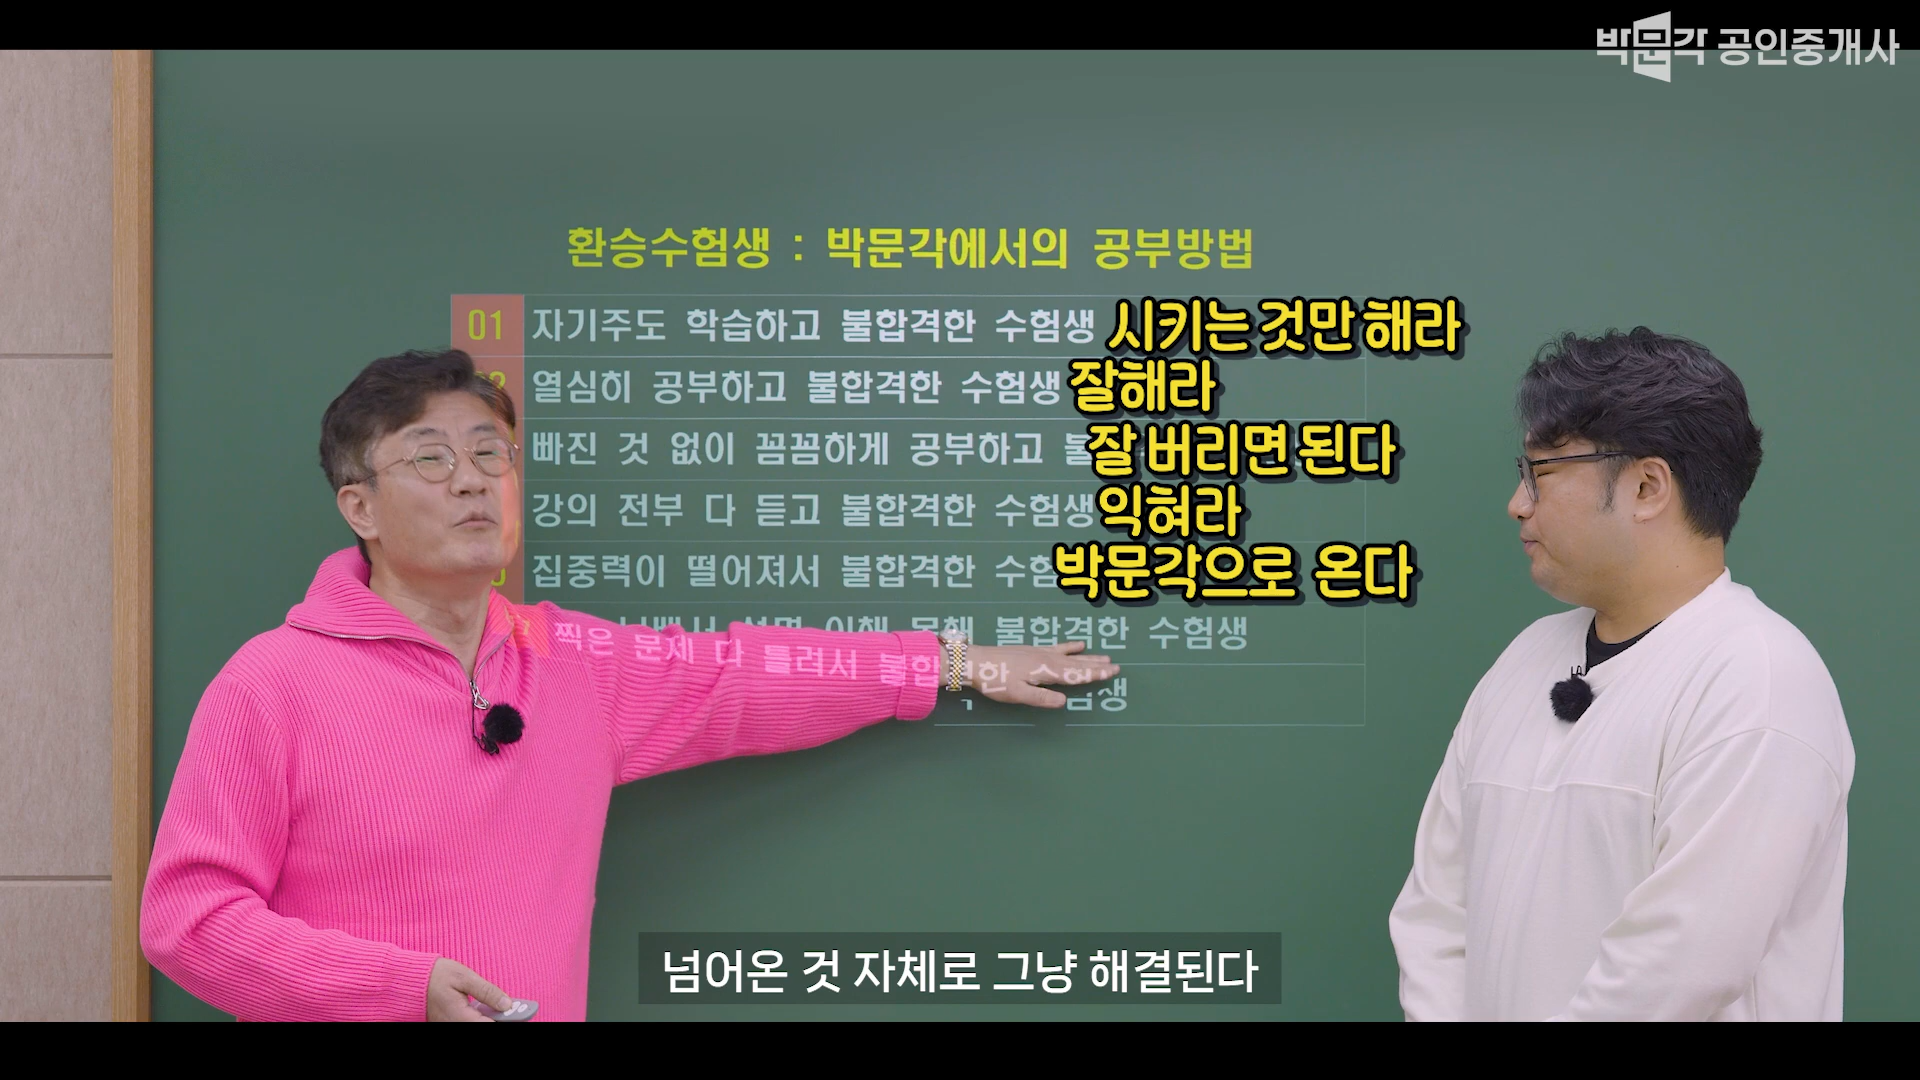 박문각 공인중개사
환승수험생 : 박문각에서의 공부방법
01 자기주도 학습하고 불합격한 수험생 시키는 것만 해라
열심히 공부하고 불합격한 수험생 잘해라
빠진 것 없이 꼼꼼하게 공부하고 잘 버리면 된다
강의 전부 다 듣고 불합격한 수험생 익혀라
집중력이 떨어져서 불합격한 박문각으로 온다
불합격한 수험생
찍은 문제 다 틀려서 불합격한 수험생
넘어온 것 자체로 그냥 해결된다